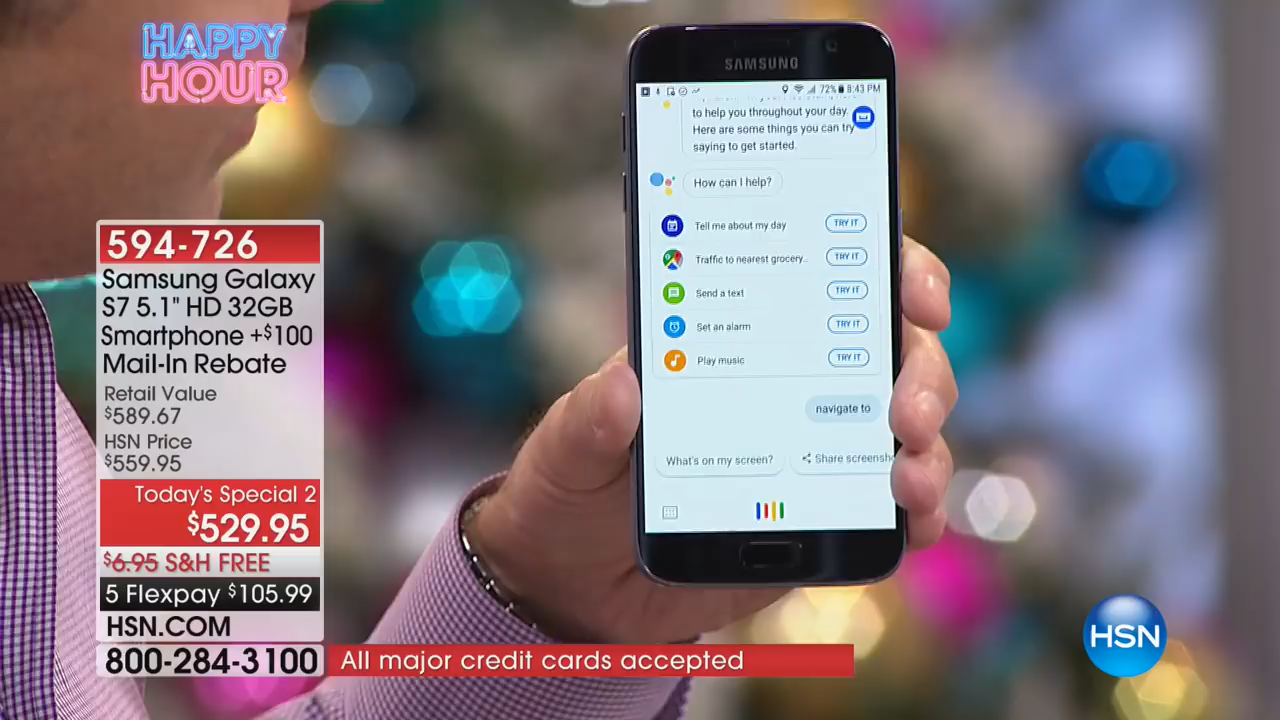 HAPPY
HOUR
594-726
Samsung Galaxy
S7 5.1" HD 32GB
Smartphone +$100
Mail-In Rebate
Retail Value
$589.67
HSN Price
$559.95
Today's Special 2
$529.95
$6.95 S&H FREE
5 Flexpay $105.99
HSN.COM
800-284-3100
All major credit cards accepted
SAMSUNG
72% 8:43 PM
to help you throughout your day.
Here are some things you can try
saying to get started.
How can I help?
Tell me about my day TRY IT
Traffic to nearest grocery.. TRY IT
Send a text TRY IT
Set an alarm TRY IT
Play music TRY IT
navigate to
What's on my screen? Share screensh
HSN